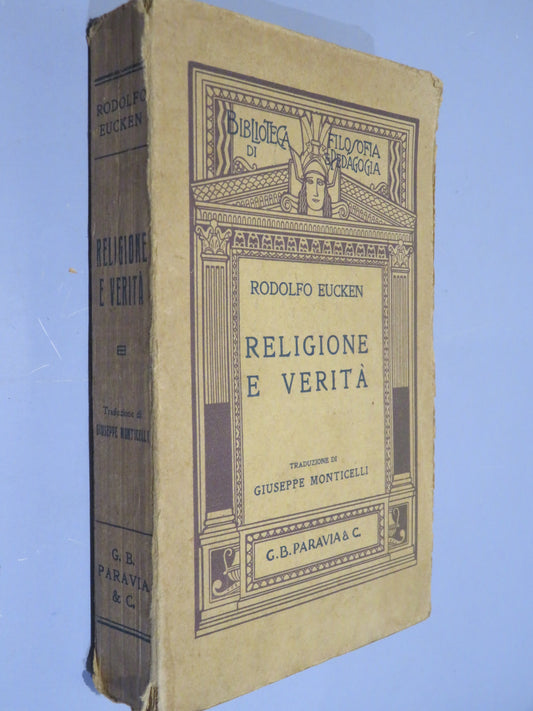 RODOLFO
EUCKEN
RELIGIONE
E VERITÀ
Traduzione di
GIUSEPPE MONTICELLI
G. B.
PARAVIA
& C.
BIBLIOTECA
DI
FILOSOFIA
E PEDAGOGIA
RODOLFO EUCKEN
RELIGIONE
E VERITÀ
TRADUZIONE DI
GIUSEPPE MONTICELLI
G. B. PARAVIA & C.